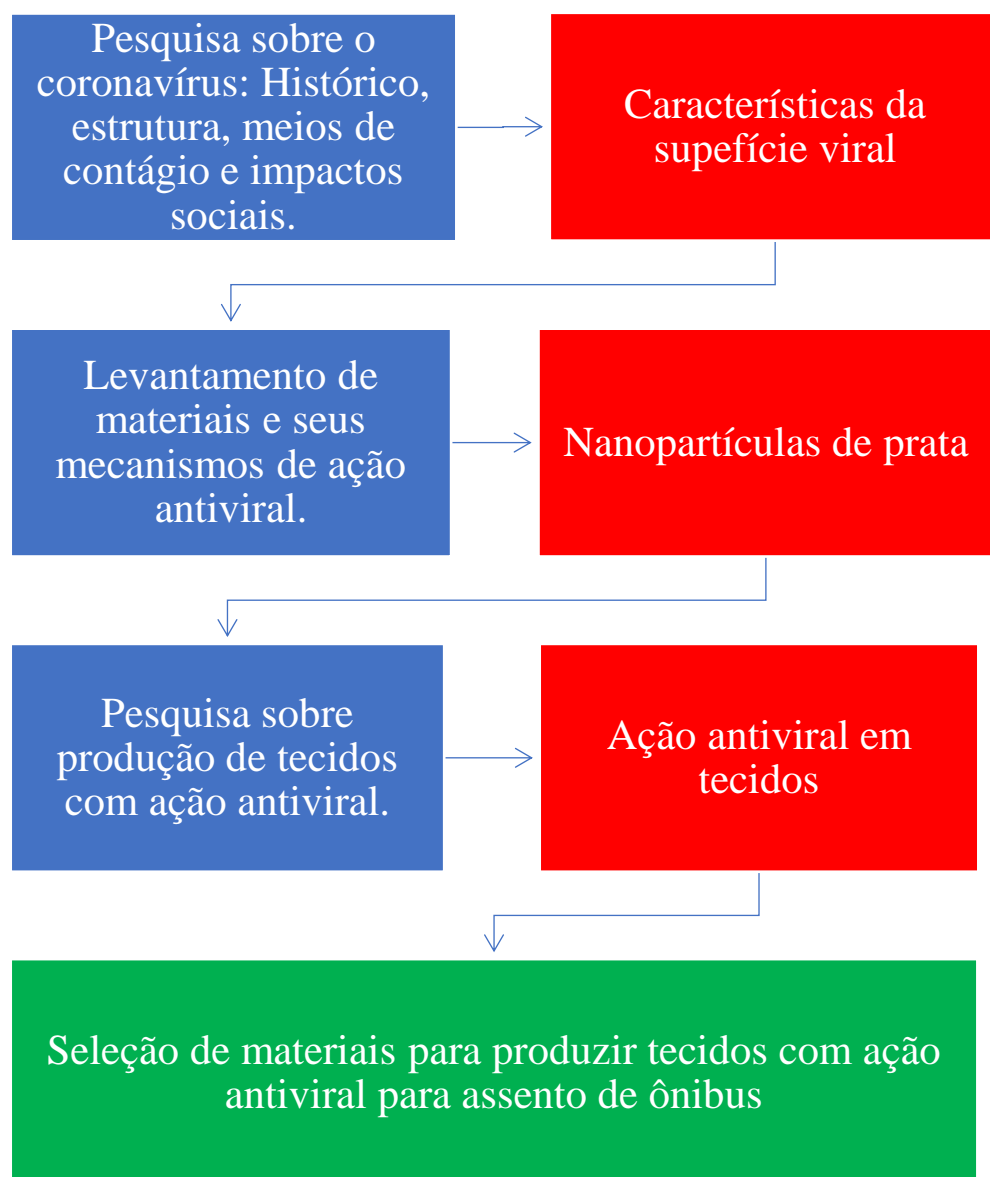 Pesquisa sobre o
coronavírus: Histórico,
estrutura, meios de
contágio e impactos
sociais.
Características da
supefície viral
Levantamento de
materiais e seus
mecanismos de ação
antiviral.
Nanopartículas de prata
Pesquisa sobre
produção de tecidos
com ação antiviral.
Ação antiviral em
tecidos
Seleção de materiais para produzir tecidos com ação
antiviral para assento de ônibus